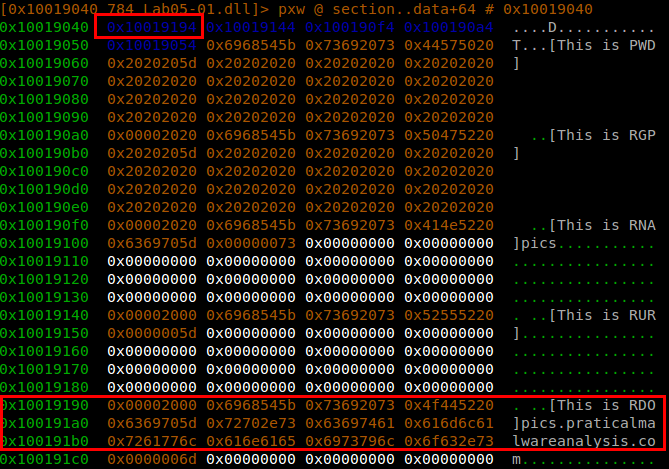 [0x10019040 784 Lab05-01.dll]> pxw @ section..data+64 # 0x10019040
0x10019040 0x10019194 0x10019144 0x100190f4 0x100190a4 ....D...........
0x10019050 0x10019054 0x6968545b 0x73692073 0x44575020 T...[This is PWD
0x10019060 0x2020205d 0x20202020 0x20202020 0x20202020 ]
0x10019070 0x20202020 0x20202020 0x20202020 0x20202020
0x10019080 0x20202020 0x20202020 0x20202020 0x20202020
0x10019090 0x20202020 0x20202020 0x20202020 0x20202020
0x100190a0 0x00002020 0x6968545b 0x73692073 0x50475220 ..[This is RGP
0x100190b0 0x2020205d 0x20202020 0x20202020 0x20202020 ]
0x100190c0 0x20202020 0x20202020 0x20202020 0x20202020
0x100190d0 0x20202020 0x20202020 0x20202020 0x20202020
0x100190e0 0x20202020 0x20202020 0x20202020 0x20202020
0x100190f0 0x00002020 0x6968545b 0x73692073 0x414e5220 ..[This is RNA
0x10019100 0x6369705d 0x00000073 0x00000000 0x00000000 ]pics...........
0x10019110 0x00000000 0x00000000 0x00000000 0x00000000 ................
0x10019120 0x00000000 0x00000000 0x00000000 0x00000000 ................
0x10019130 0x00000000 0x00000000 0x00000000 0x00000000 ................
0x10019140 0x00002000 0x6968545b 0x73692073 0x52555220 . ..[This is RUR
0x10019150 0x0000005d 0x00000000 0x00000000 0x00000000 ]...............
0x10019160 0x00000000 0x00000000 0x00000000 0x00000000 ................
0x10019170 0x00000000 0x00000000 0x00000000 0x00000000 ................
0x10019180 0x00000000 0x00000000 0x00000000 0x00000000 ................
0x10019190 0x00002000 0x6968545b 0x73692073 0x4f445220 . ..[This is RDO
0x100191a0 0x6369705d 0x72702e73 0x63697461 0x616d6c61 ]pics.praticalma
0x100191b0 0x7261776c 0x616e6165 0x6973796c 0x6f632e73 lwareanalysis.co
0x100191c0 0x0000006d 0x00000000 0x00000000 0x00000000 m...............